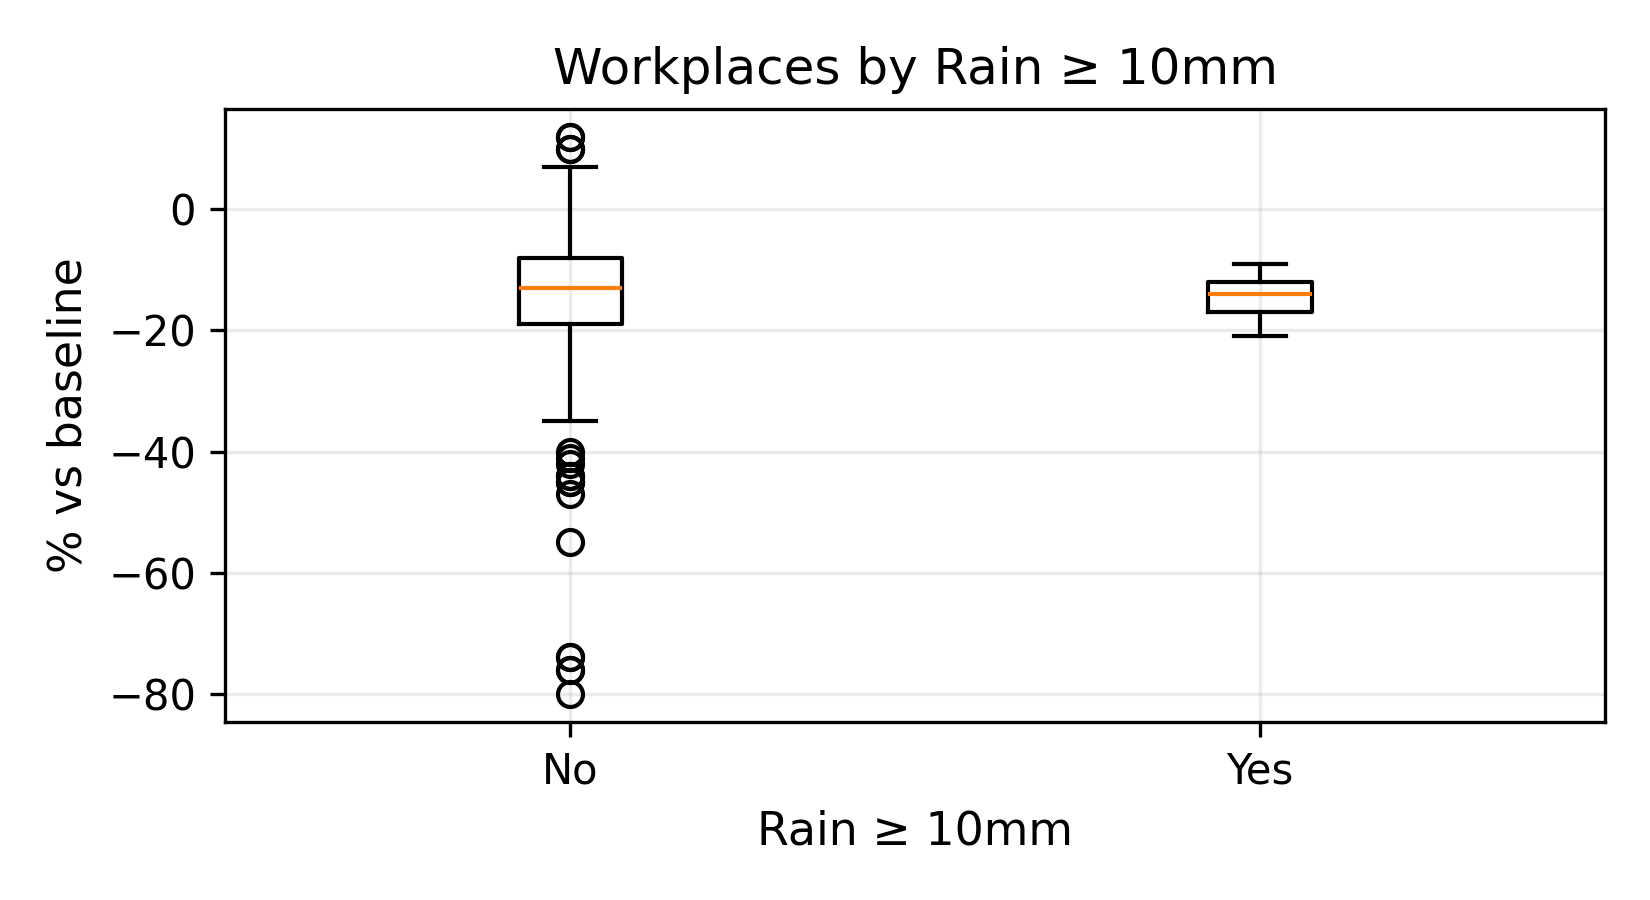 Workplaces by Rain ≥ 10mm
% vs baseline
0
−20
−40
−60
−80
No
Yes
Rain ≥ 10mm